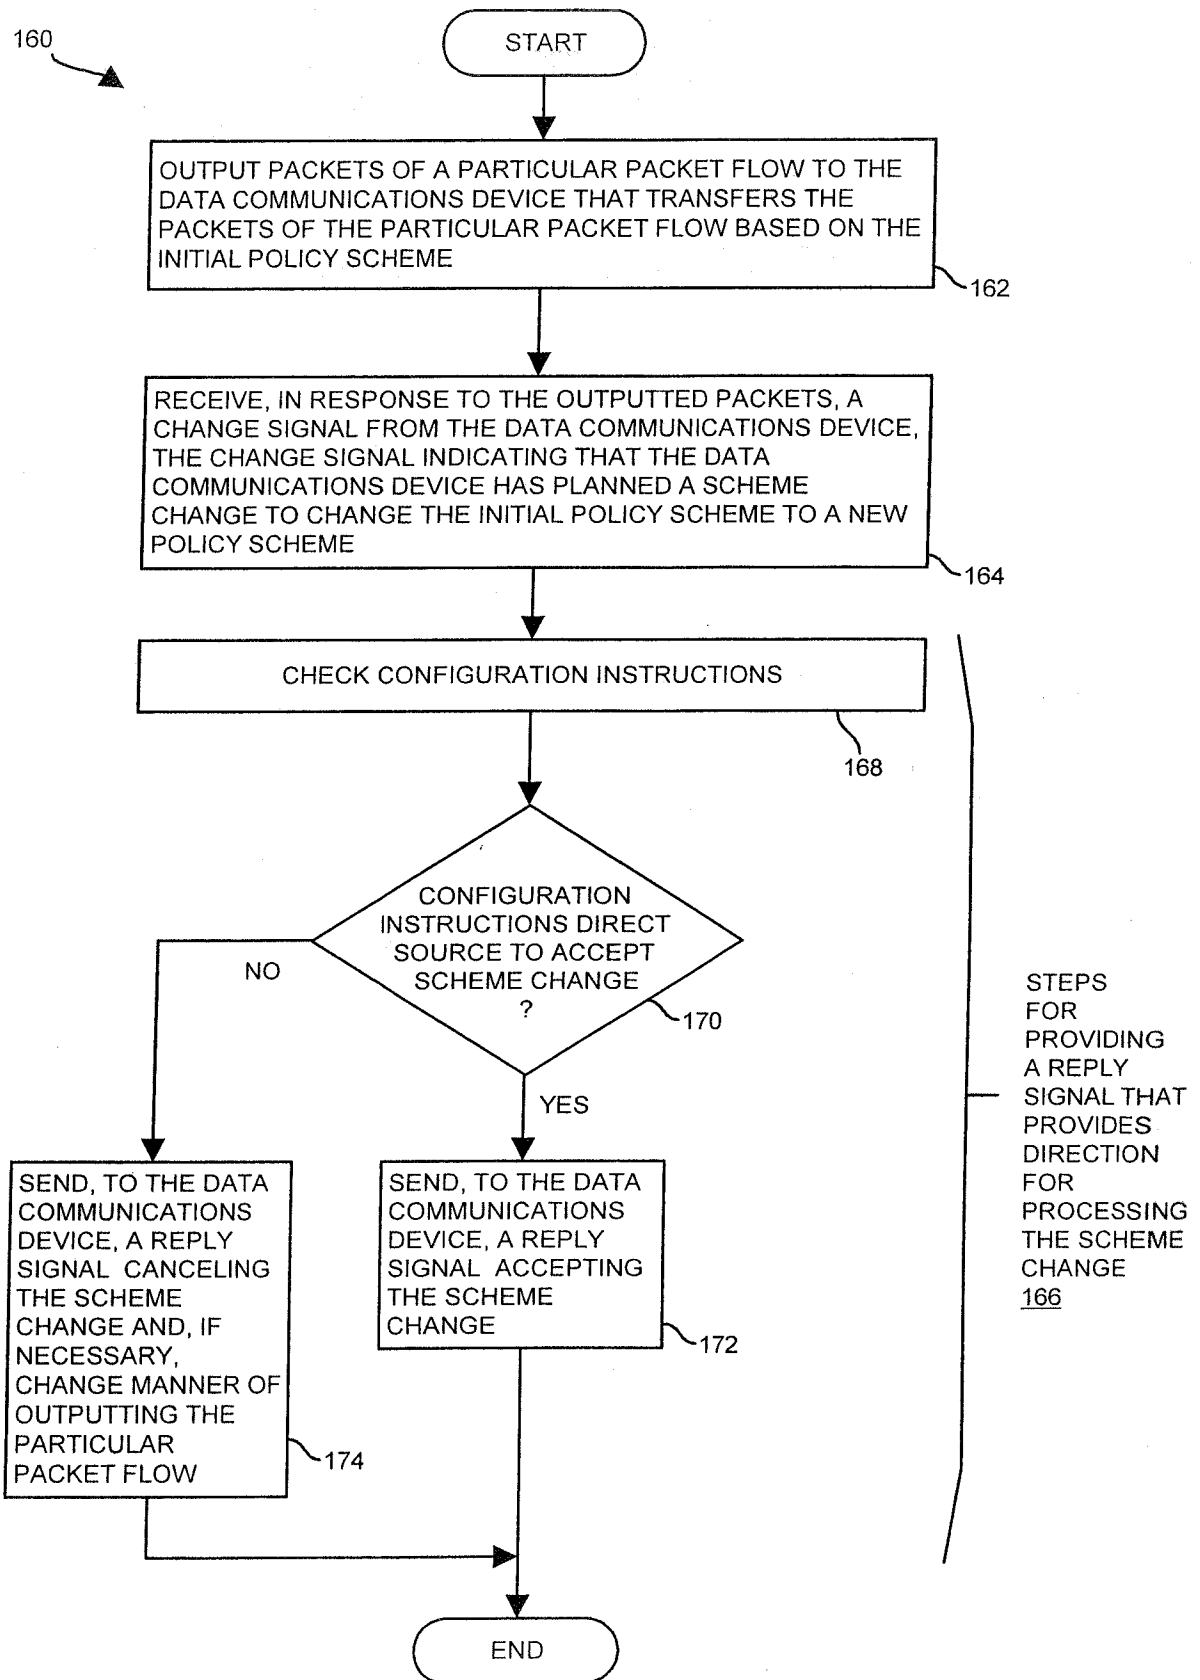 160
START
OUTPUT PACKETS OF A PARTICULAR PACKET FLOW TO THE
DATA COMMUNICATIONS DEVICE THAT TRANSFERS THE
PACKETS OF THE PARTICULAR PACKET FLOW BASED ON THE
INITIAL POLICY SCHEME
162
RECEIVE, IN RESPONSE TO THE OUTPUTTED PACKETS, A
CHANGE SIGNAL FROM THE DATA COMMUNICATIONS DEVICE,
THE CHANGE SIGNAL INDICATING THAT THE DATA
COMMUNICATIONS DEVICE HAS PLANNED A SCHEME
CHANGE TO CHANGE THE INITIAL POLICY SCHEME TO A NEW
POLICY SCHEME
164
CHECK CONFIGURATION INSTRUCTIONS
168
CONFIGURATION
INSTRUCTIONS DIRECT
SOURCE TO ACCEPT
SCHEME CHANGE
?
170
NO
YES
SEND, TO THE DATA
COMMUNICATIONS
DEVICE, A REPLY
SIGNAL CANCELING
THE SCHEME
CHANGE AND, IF
NECESSARY,
CHANGE MANNER OF
OUTPUTTING THE
PARTICULAR
PACKET FLOW
174
SEND, TO THE DATA
COMMUNICATIONS
DEVICE, A REPLY
SIGNAL ACCEPTING
THE SCHEME
CHANGE
172
STEPS
FOR
PROVIDING
A REPLY
SIGNAL THAT
PROVIDES
DIRECTION
FOR
PROCESSING
THE SCHEME
CHANGE
166
END